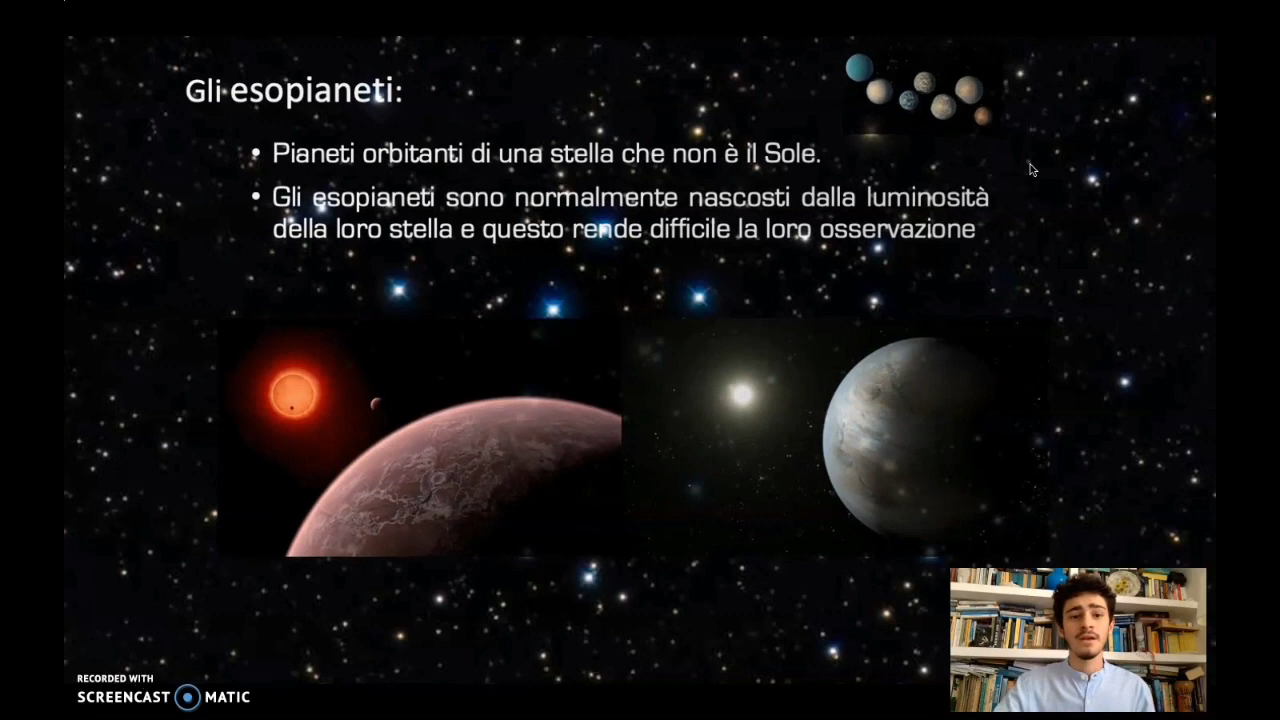 Gli esopianeti:
• Pianeti orbitanti di una stella che non è il Sole.
• Gli esopianeti sono normalmente nascosti dalla luminosità
della loro stella e questo rende difficile la loro osservazione
RECORDED WITH
SCREENCAST MATIC